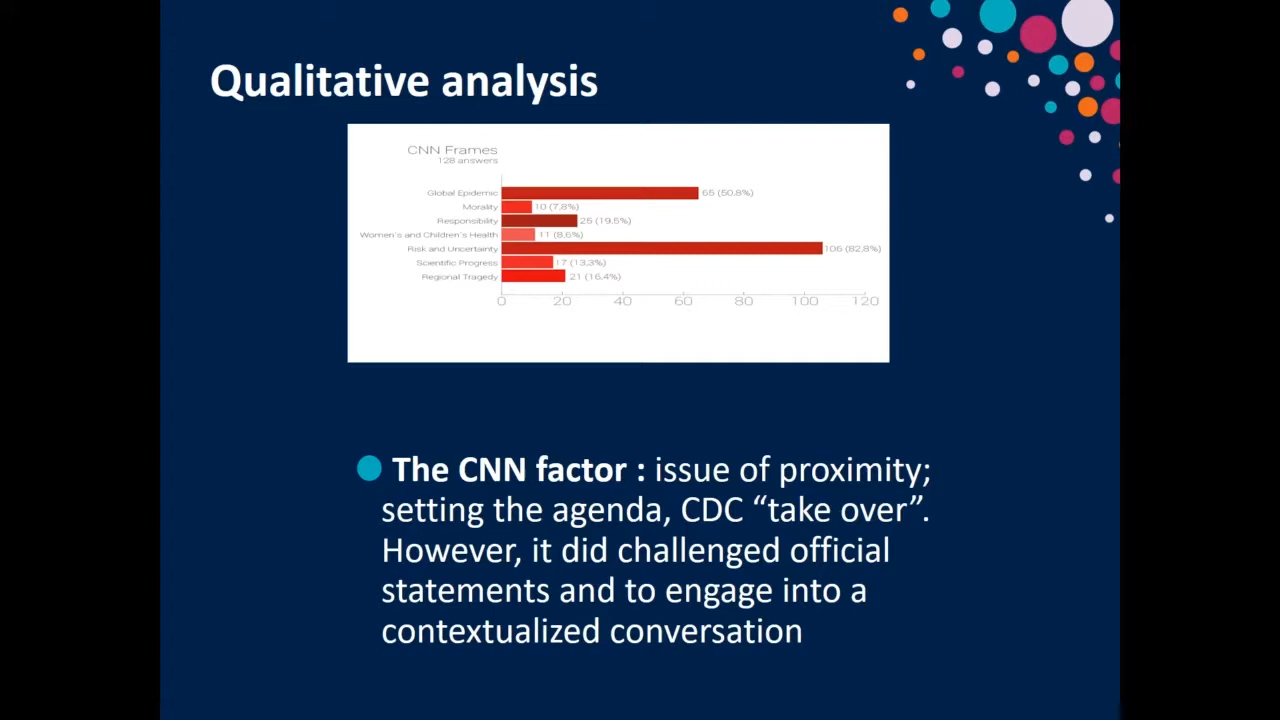 Qualitative analysis
CNN Frames
128 answers
Global Epidemic 65 (50,8%)
Morality 10 (7,8%)
Responsibility 25 (19,5%)
Women's and Children's Health 11 (8,6%)
Risk and Uncertainty 106 (82,8%)
Scientific Progress 17 (13,3%)
Regional Tragedy 21 (16,4%)
0 20 40 60 80 100 120
The CNN factor : issue of proximity;
setting the agenda, CDC “take over”.
However, it did challenged official
statements and to engage into a
contextualized conversation